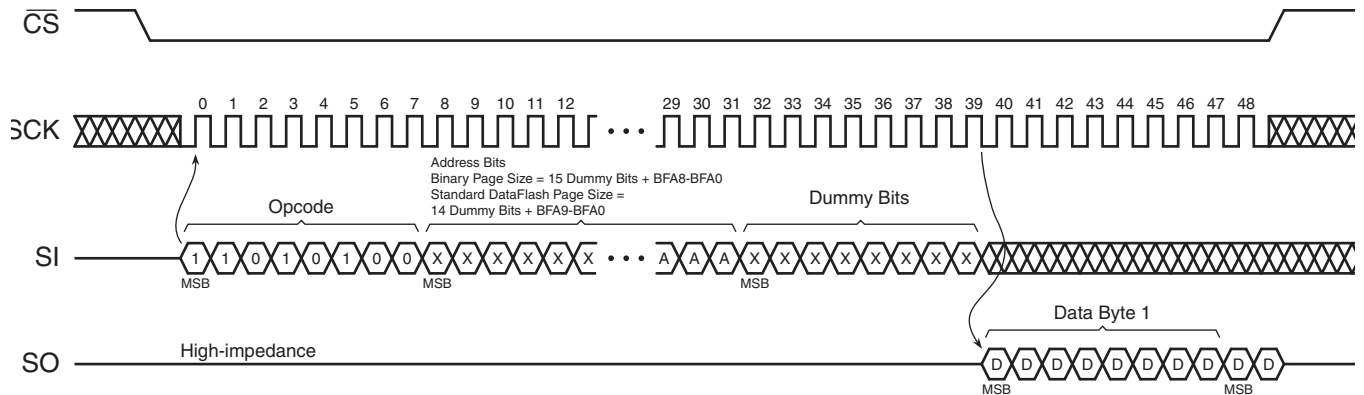 CS
SCK
0 1 2 3 4 5 6 7 8 9 10 11 12 29 30 31 32 33 34 35 36 37 38 39 40 41 42 43 44 45 46 47 48
Address Bits
Binary Page Size = 15 Dummy Bits + BFA8-BFA0
Standard DataFlash Page Size =
14 Dummy Bits + BFA9-BFA0
Opcode
Dummy Bits
SI
1 1 0 1 0 1 0 0 X X X X X X A A A X X X X X X X X
MSB MSB MSB
Data Byte 1
SO
High-impedance
D D D D D D D D D D
MSB MSB